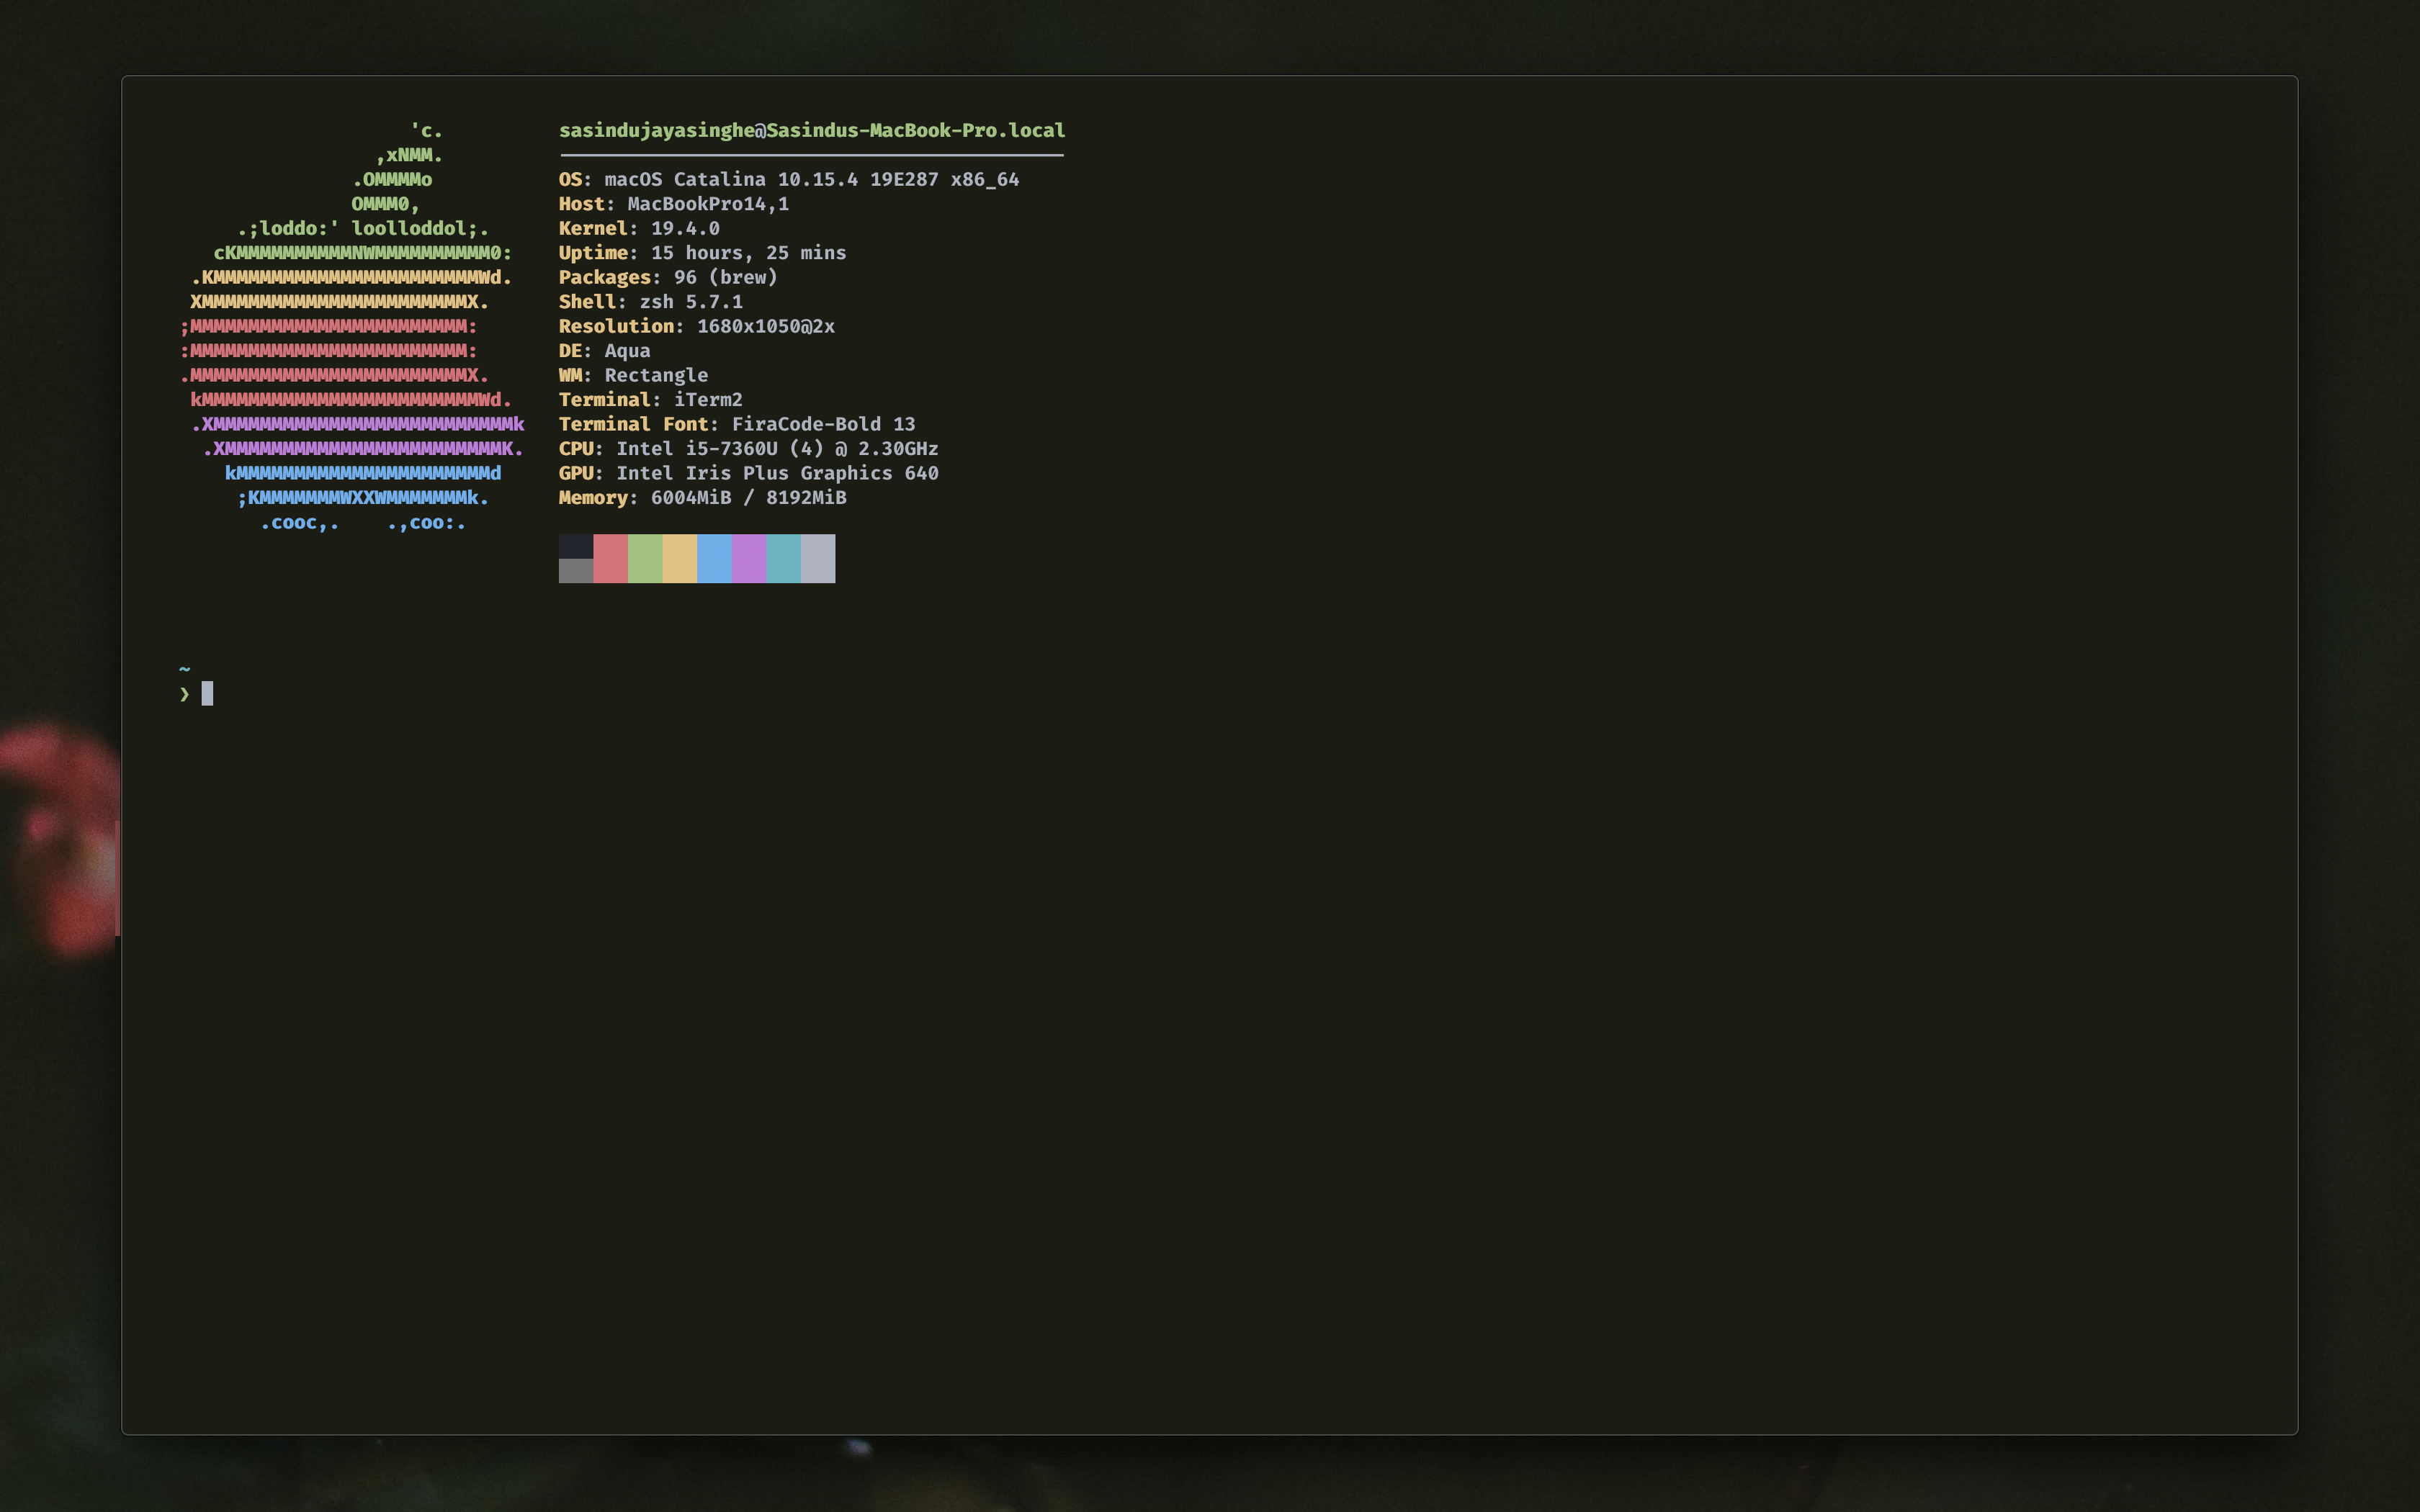 'c.
,xNMM.
.OMMMMo
OMMM0,
.;loddo:' loolloddol;.
cKMMMMMMMMMMNWMMMMMMMMMM0:
.KMMMMMMMMMMMMMMMMMMMMMMMWd.
XMMMMMMMMMMMMMMMMMMMMMMMX.
;MMMMMMMMMMMMMMMMMMMMMMMM:
:MMMMMMMMMMMMMMMMMMMMMMMM:
.MMMMMMMMMMMMMMMMMMMMMMMMX.
kMMMMMMMMMMMMMMMMMMMMMMMMWd.
.XMMMMMMMMMMMMMMMMMMMMMMMMMMk
.XMMMMMMMMMMMMMMMMMMMMMMMMK.
kMMMMMMMMMMMMMMMMMMMMMMd
;KMMMMMMMWXXWMMMMMMMk.
.cooc,. .,coo:.
sasindujayasinghe@Sasindus-MacBook-Pro.local
OS: macOS Catalina 10.15.4 19E287 x86_64
Host: MacBookPro14,1
Kernel: 19.4.0
Uptime: 15 hours, 25 mins
Packages: 96 (brew)
Shell: zsh 5.7.1
Resolution: 1680x1050@2x
DE: Aqua
WM: Rectangle
Terminal: iTerm2
Terminal Font: FiraCode-Bold 13
CPU: Intel i5-7360U (4) @ 2.30GHz
GPU: Intel Iris Plus Graphics 640
Memory: 6004MiB / 8192MiB
~
❯